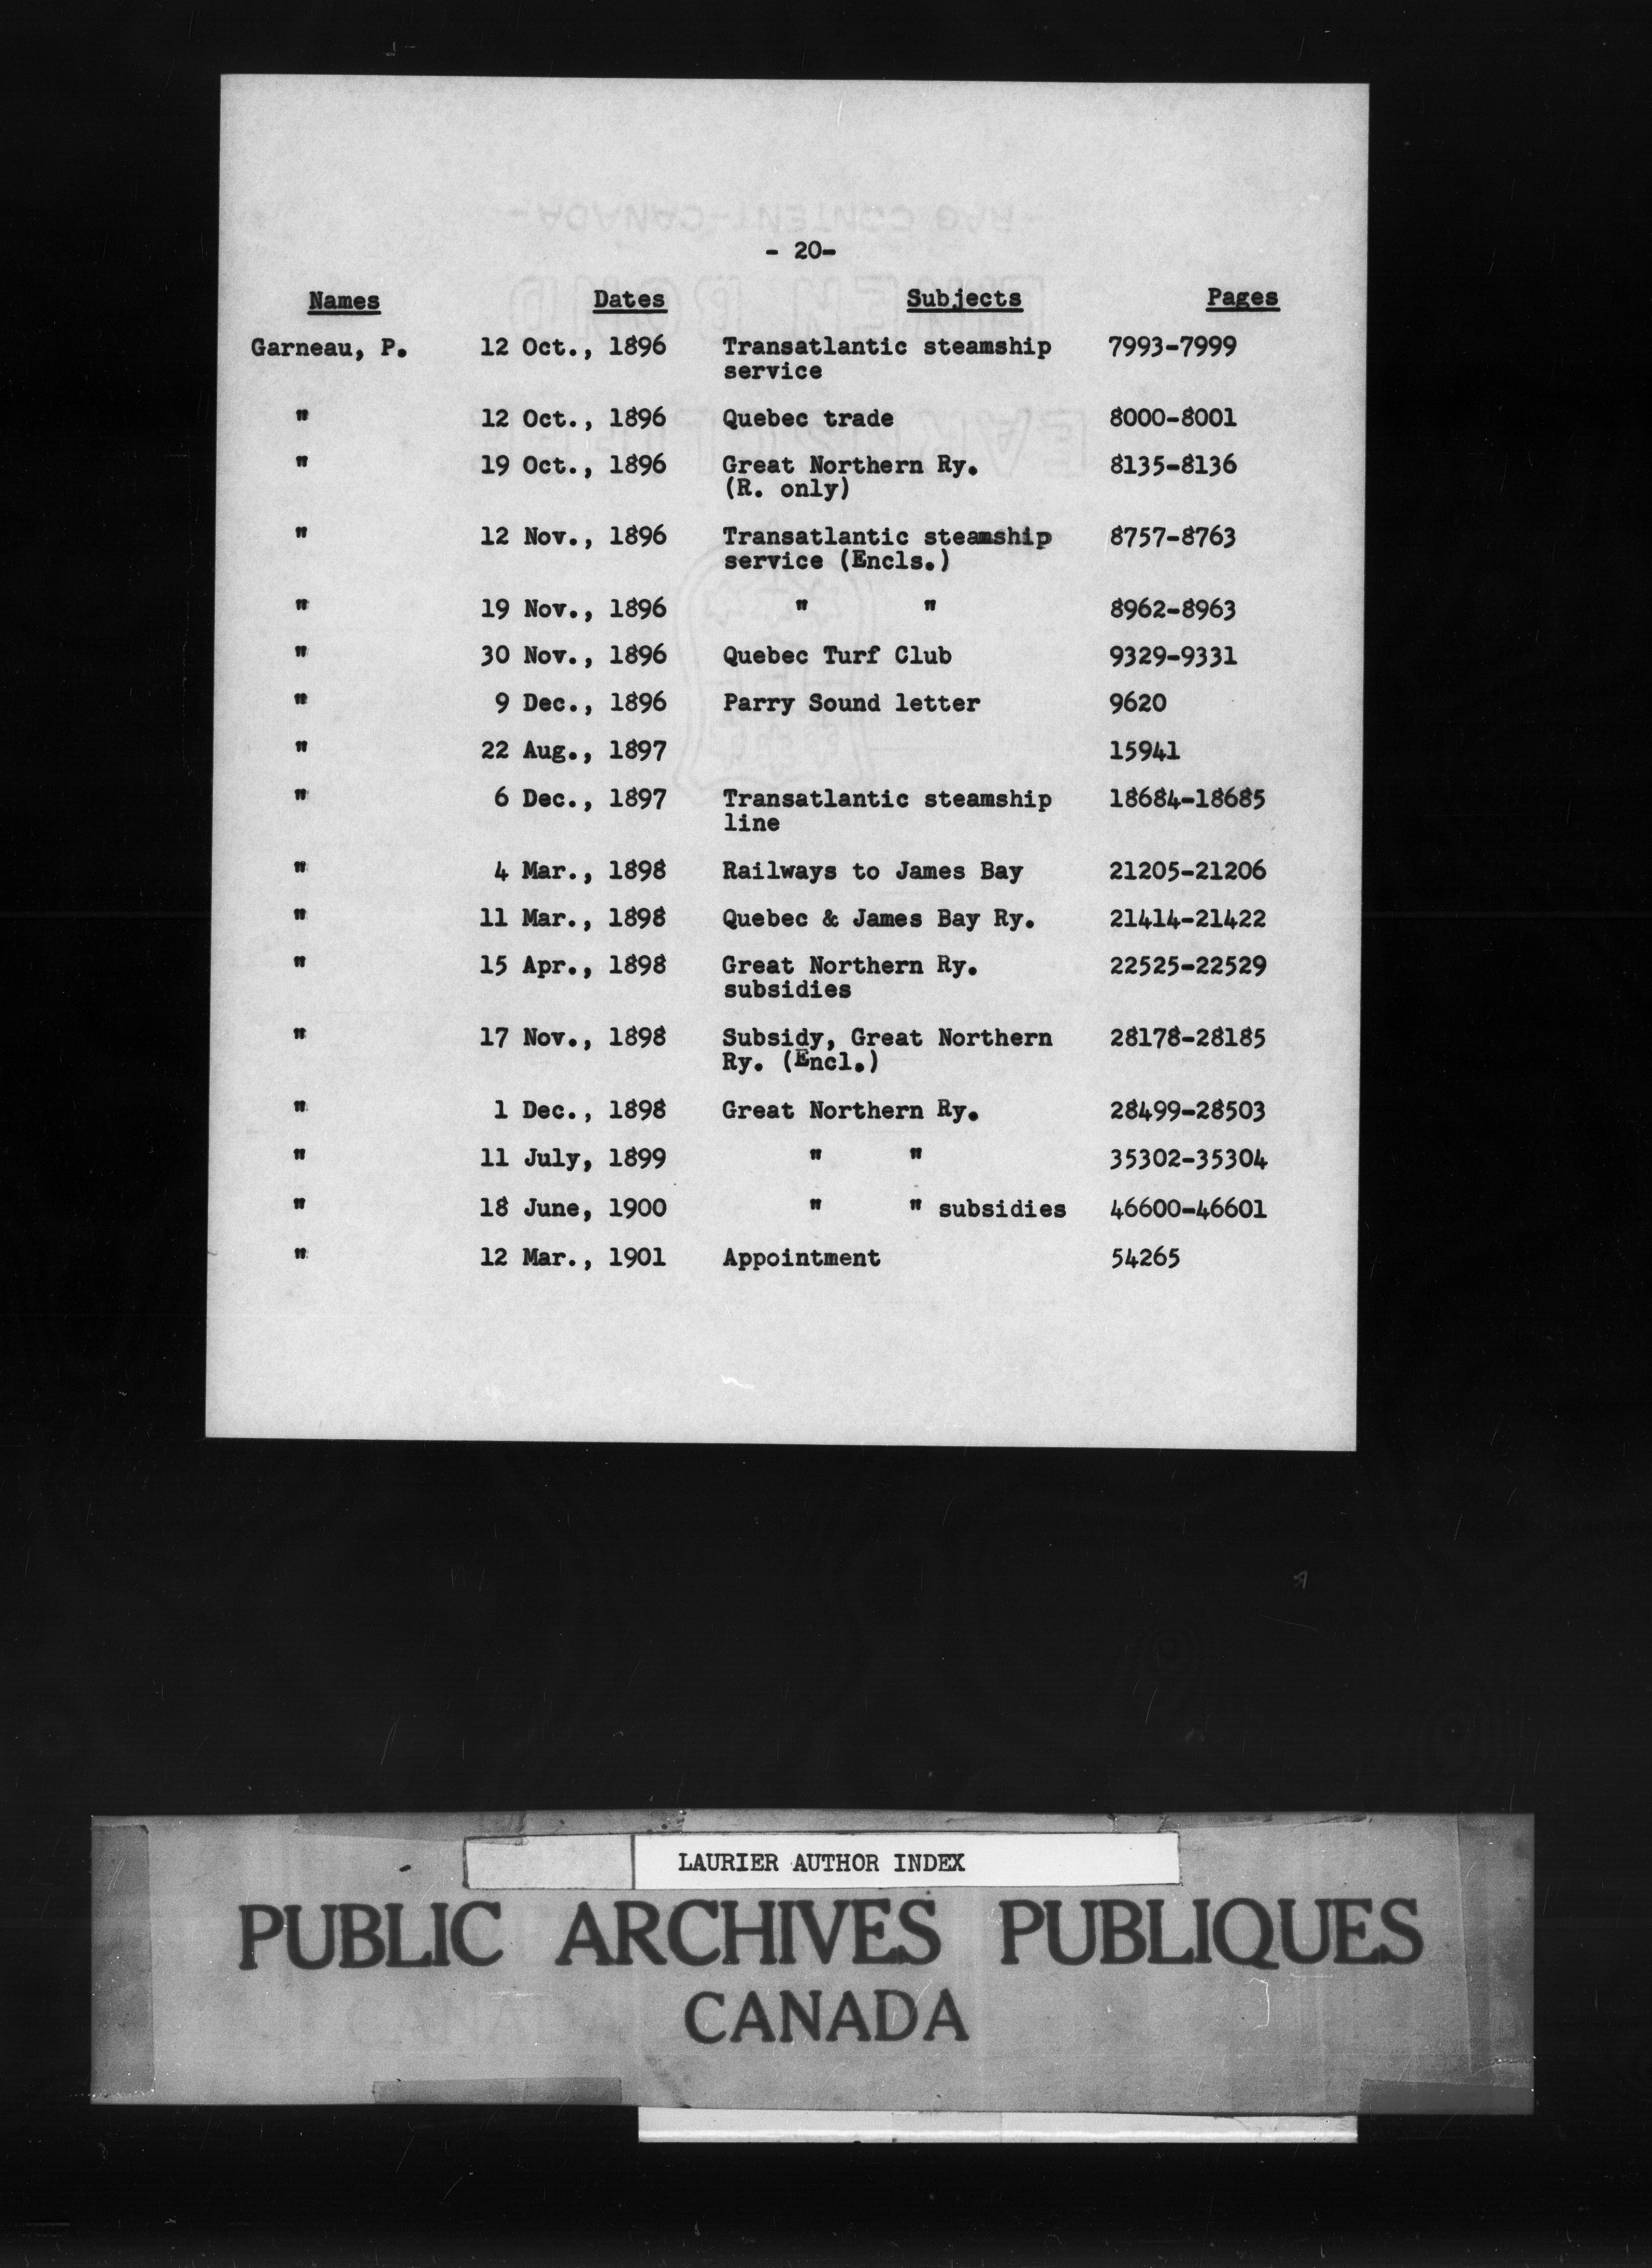 - 20-
Names Dates Subjects Pages
Garneau, P. 12 Oct., 1896 Transatlantic steamship 7993-7999
service
" 12 Oct., 1896 Quebec trade 8000-8001
" 19 Oct., 1896 Great Northern Ry. 8135-8136
(R. only)
" 12 Nov., 1896 Transatlantic steamship 8757-8763
service (Encls.)
" 19 Nov., 1896 " " 8962-8963
" 30 Nov., 1896 Quebec Turf Club 9329-9331
" 9 Dec., 1896 Parry Sound letter 9620
" 22 Aug., 1897 15941
" 6 Dec., 1897 Transatlantic steamship 18684-18685
line
" 4 Mar., 1898 Railways to James Bay 21205-21206
" 11 Mar., 1898 Quebec & James Bay Ry. 21414-21422
" 15 Apr., 1898 Great Northern Ry. 22525-22529
subsidies
" 17 Nov., 1898 Subsidy, Great Northern 28178-28185
Ry. (Encl.)
" 1 Dec., 1898 Great Northern Ry. 28499-28503
" 11 July, 1899 " " 35302-35304
" 18 June, 1900 " " subsidies 46600-46601
" 12 Mar., 1901 Appointment 54265
LAURIER AUTHOR INDEX
PUBLIC ARCHIVES PUBLIQUES
CANADA